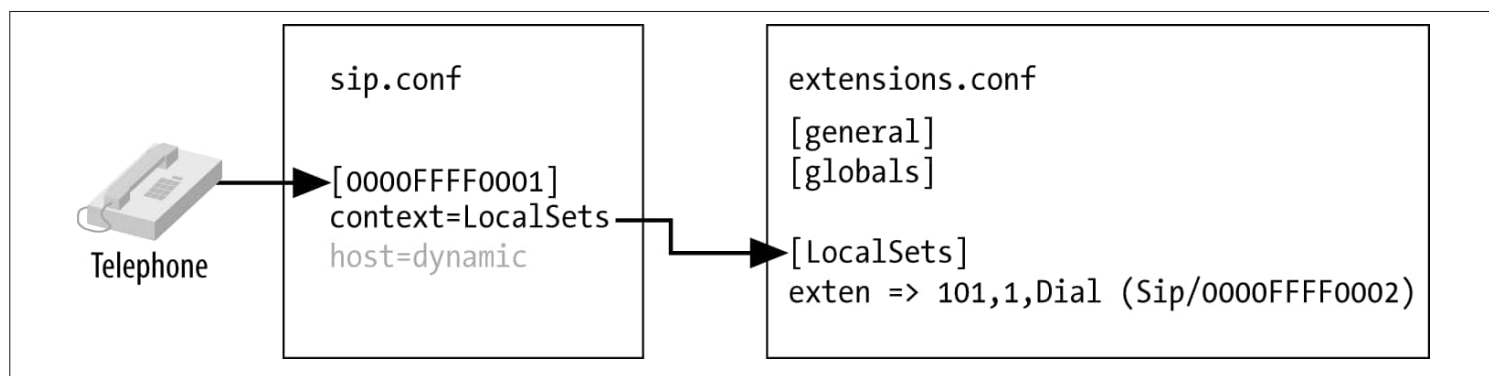 Telephone
sip.conf
[0000FFFF0001]
context=LocalSets
host=dynamic
extensions.conf
[general]
[globals]
[LocalSets]
exten => 101,1,Dial (Sip/0000FFFF0002)